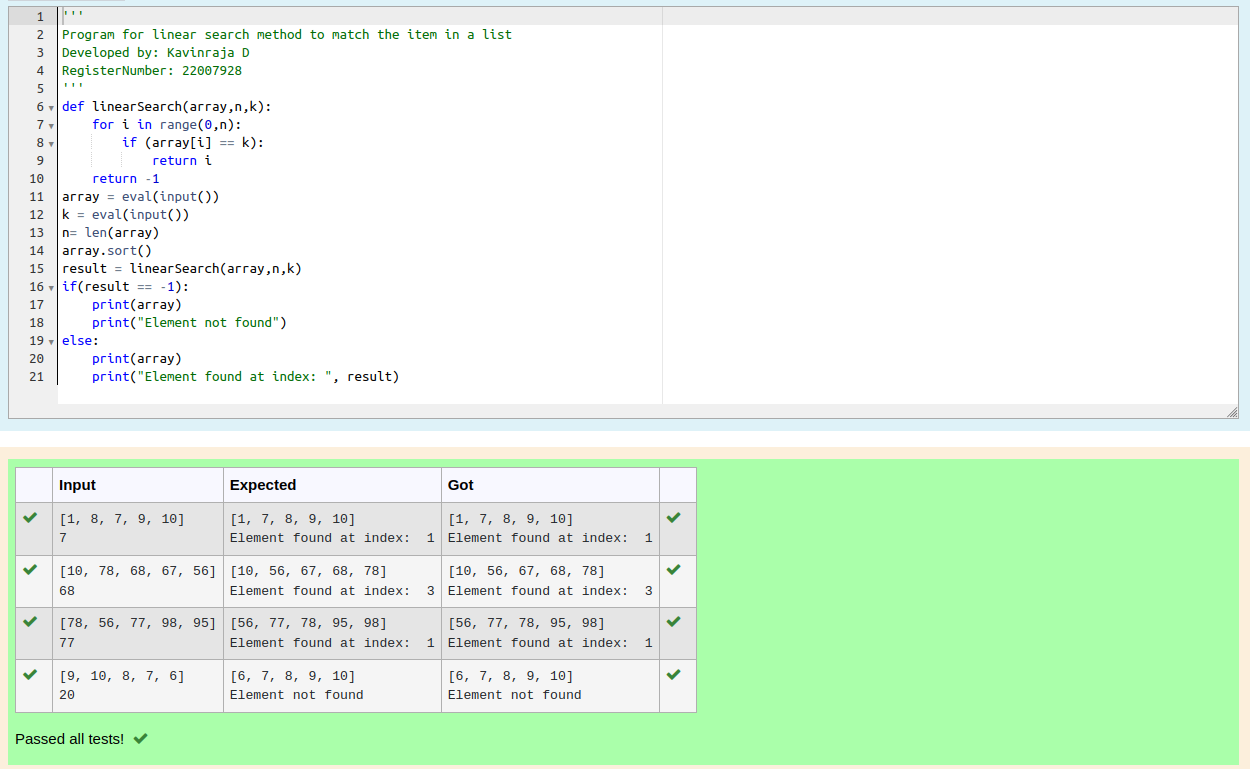 1 '''
2 Program for linear search method to match the item in a list
3 Developed by: Kavinraja D
4 RegisterNumber: 22007928
5 '''
6 def linearSearch(array,n,k):
7     for i in range(0,n):
8         if (array[i] == k):
9             return i
10     return -1
11 array = eval(input())
12 k = eval(input())
13 n= len(array)
14 array.sort()
15 result = linearSearch(array,n,k)
16 if(result == -1):
17     print(array)
18     print("Element not found")
19 else:
20     print(array)
21     print("Element found at index: ", result)
Input Expected Got
[1, 8, 7, 9, 10] [1, 7, 8, 9, 10] [1, 7, 8, 9, 10]
7 Element found at index:  1 Element found at index:  1
[10, 78, 68, 67, 56] [10, 56, 67, 68, 78] [10, 56, 67, 68, 78]
68 Element found at index:  3 Element found at index:  3
[78, 56, 77, 98, 95] [56, 77, 78, 95, 98] [56, 77, 78, 95, 98]
77 Element found at index:  1 Element found at index:  1
[9, 10, 8, 7, 6] [6, 7, 8, 9, 10] [6, 7, 8, 9, 10]
20 Element not found Element not found
Passed all tests!